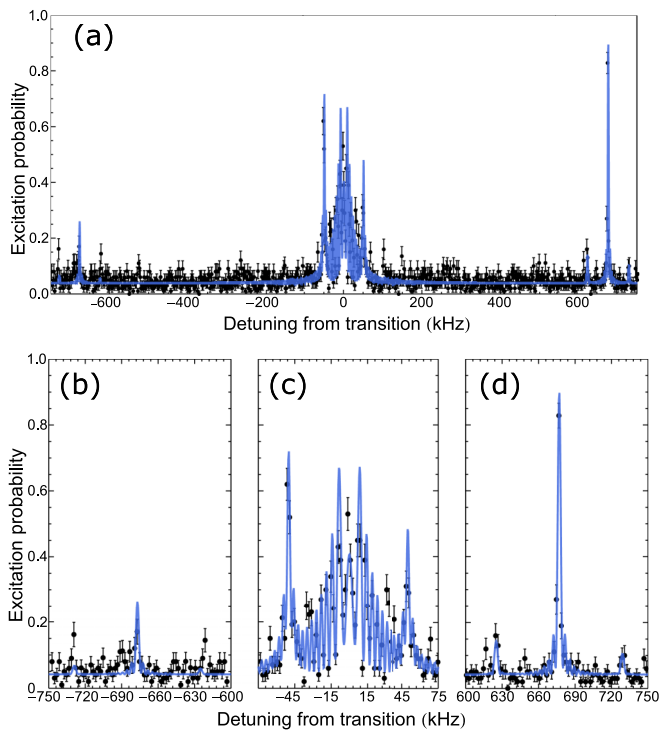 (a)
Excitation probability
1.0
0.8
0.6
0.4
0.2
0.0
−600 −400 −200 0 200 400 600
Detuning from transition (kHz)
(b) (c) (d)
Excitation probability
1.0
0.8
0.6
0.4
0.2
0
−750 −720 −690 −660 −630 −600 −45 −15 15 45 75 600 630 660 690 720 750
Detuning from transition (kHz)